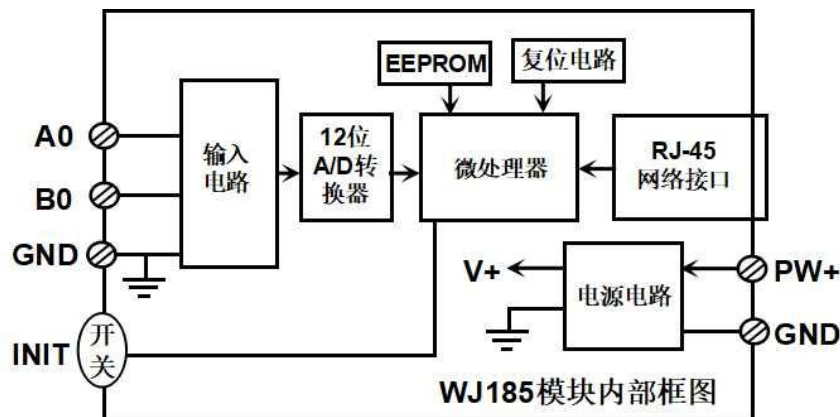 EEPROM
复位电路
A0
B0
GND
INIT
开
关
输入
电路
12位
A/D转
换器
微处理器
RJ-45
网络接口
V+
电源电路
PW+
GND
WJ185模块内部框图